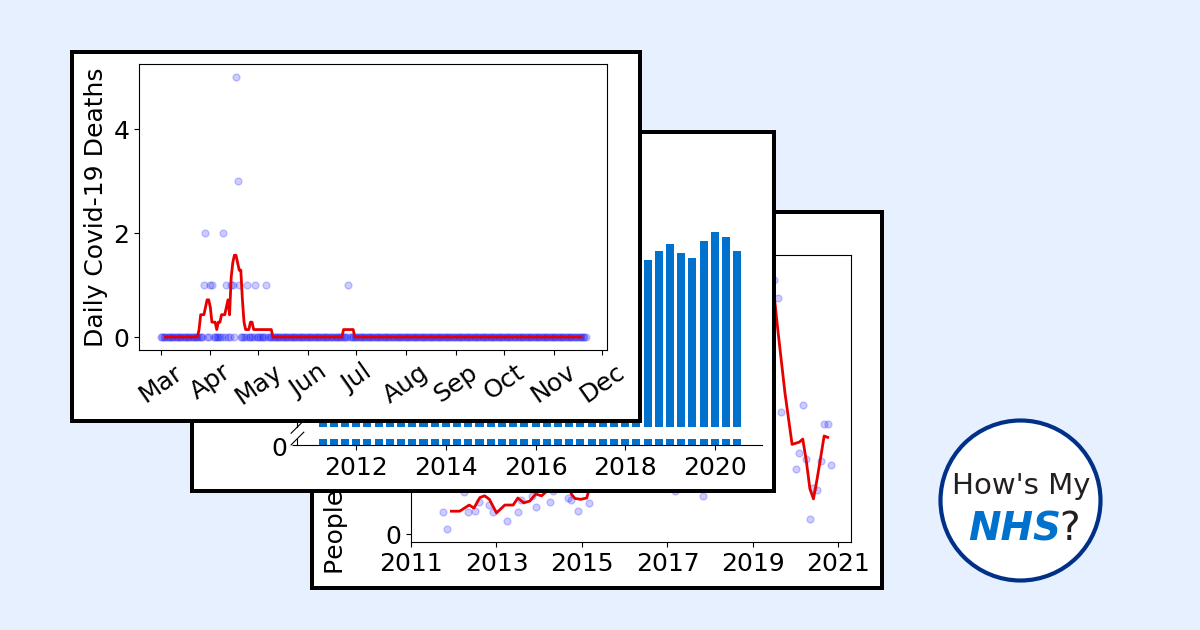 Daily Covid-19 Deaths
4
2
0
Mar Apr May Jun Jul Aug Sep Oct Nov Dec
0
2012 2014 2016 2018 2020
People
0
2011 2013 2015 2017 2019 2021
How's My
NHS?